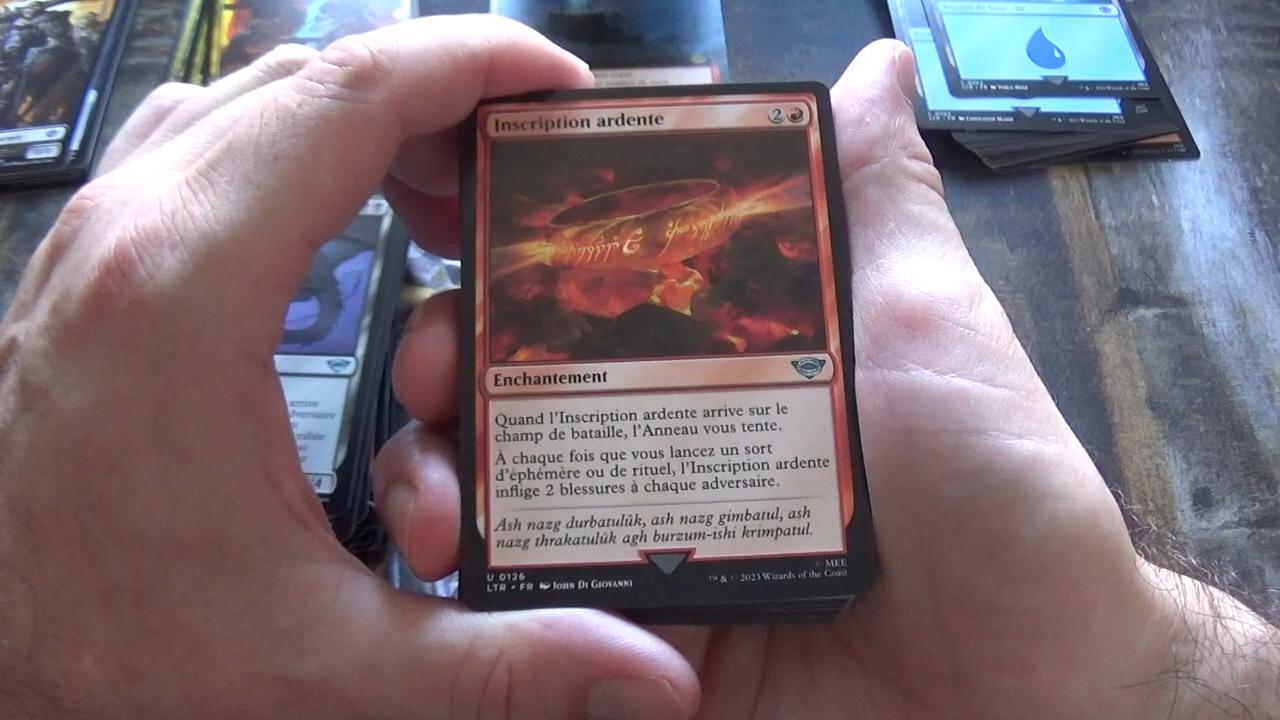 Inscription ardente 2
Enchantement
Quand l'Inscription ardente arrive sur le
champ de bataille, l'Anneau vous tente.
À chaque fois que vous lancez un sort
d'éphémère ou de rituel, l'Inscription ardente
inflige 2 blessures à chaque adversaire.
Ash nazg durbatulûk, ash nazg gimbatul, ash
nazg thrakatulûk agh burzum-ishi krimpatul.
U 0126
LTR • FR John Di Giovanni
© MEE
™ & © 2023 Wizards of the Coast
arrive